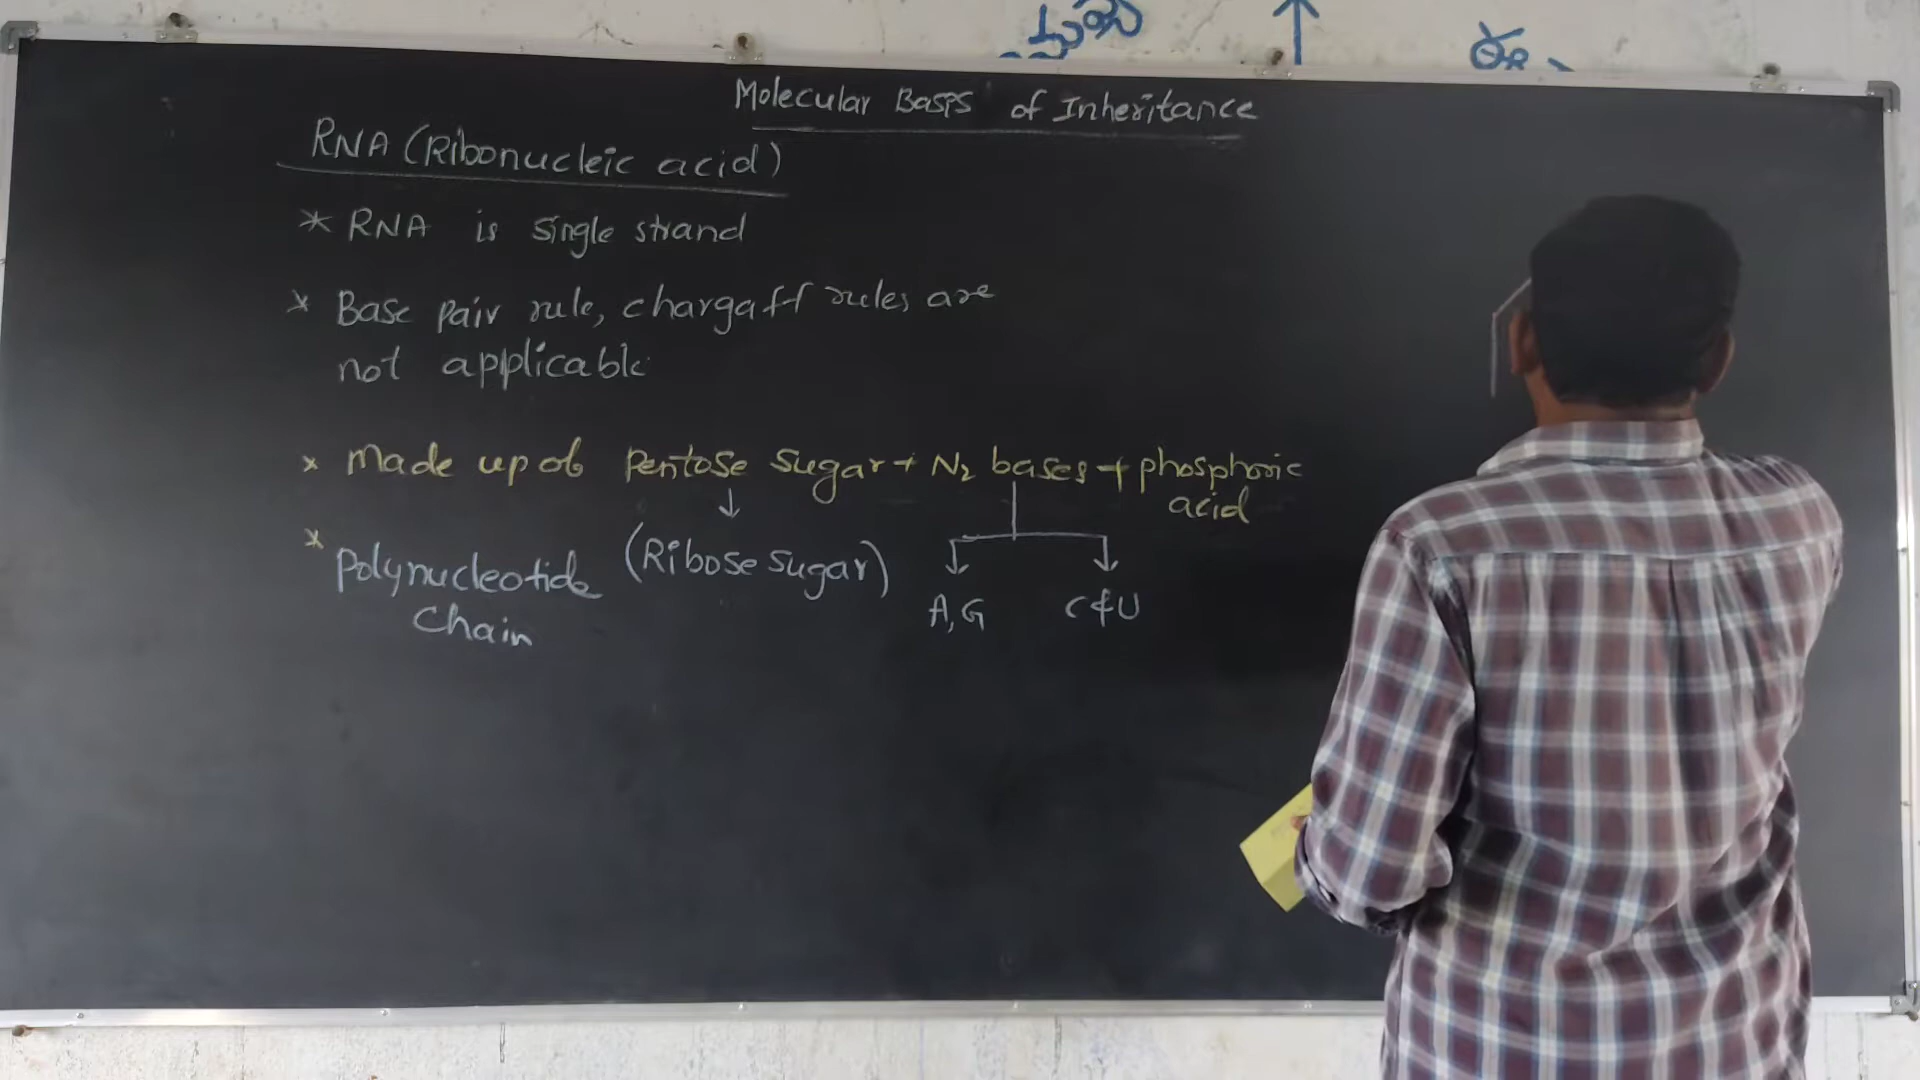 Molecular Basis of Inheritance
RNA (Ribonucleic acid)
* RNA is single strand
* Base pair rule, chargaff rules are
not applicable
* Made up of Pentose sugar + N2 bases + phosphoric
acid
↓
* Polynucleotide (Ribose sugar)
Chain
A, G C & U